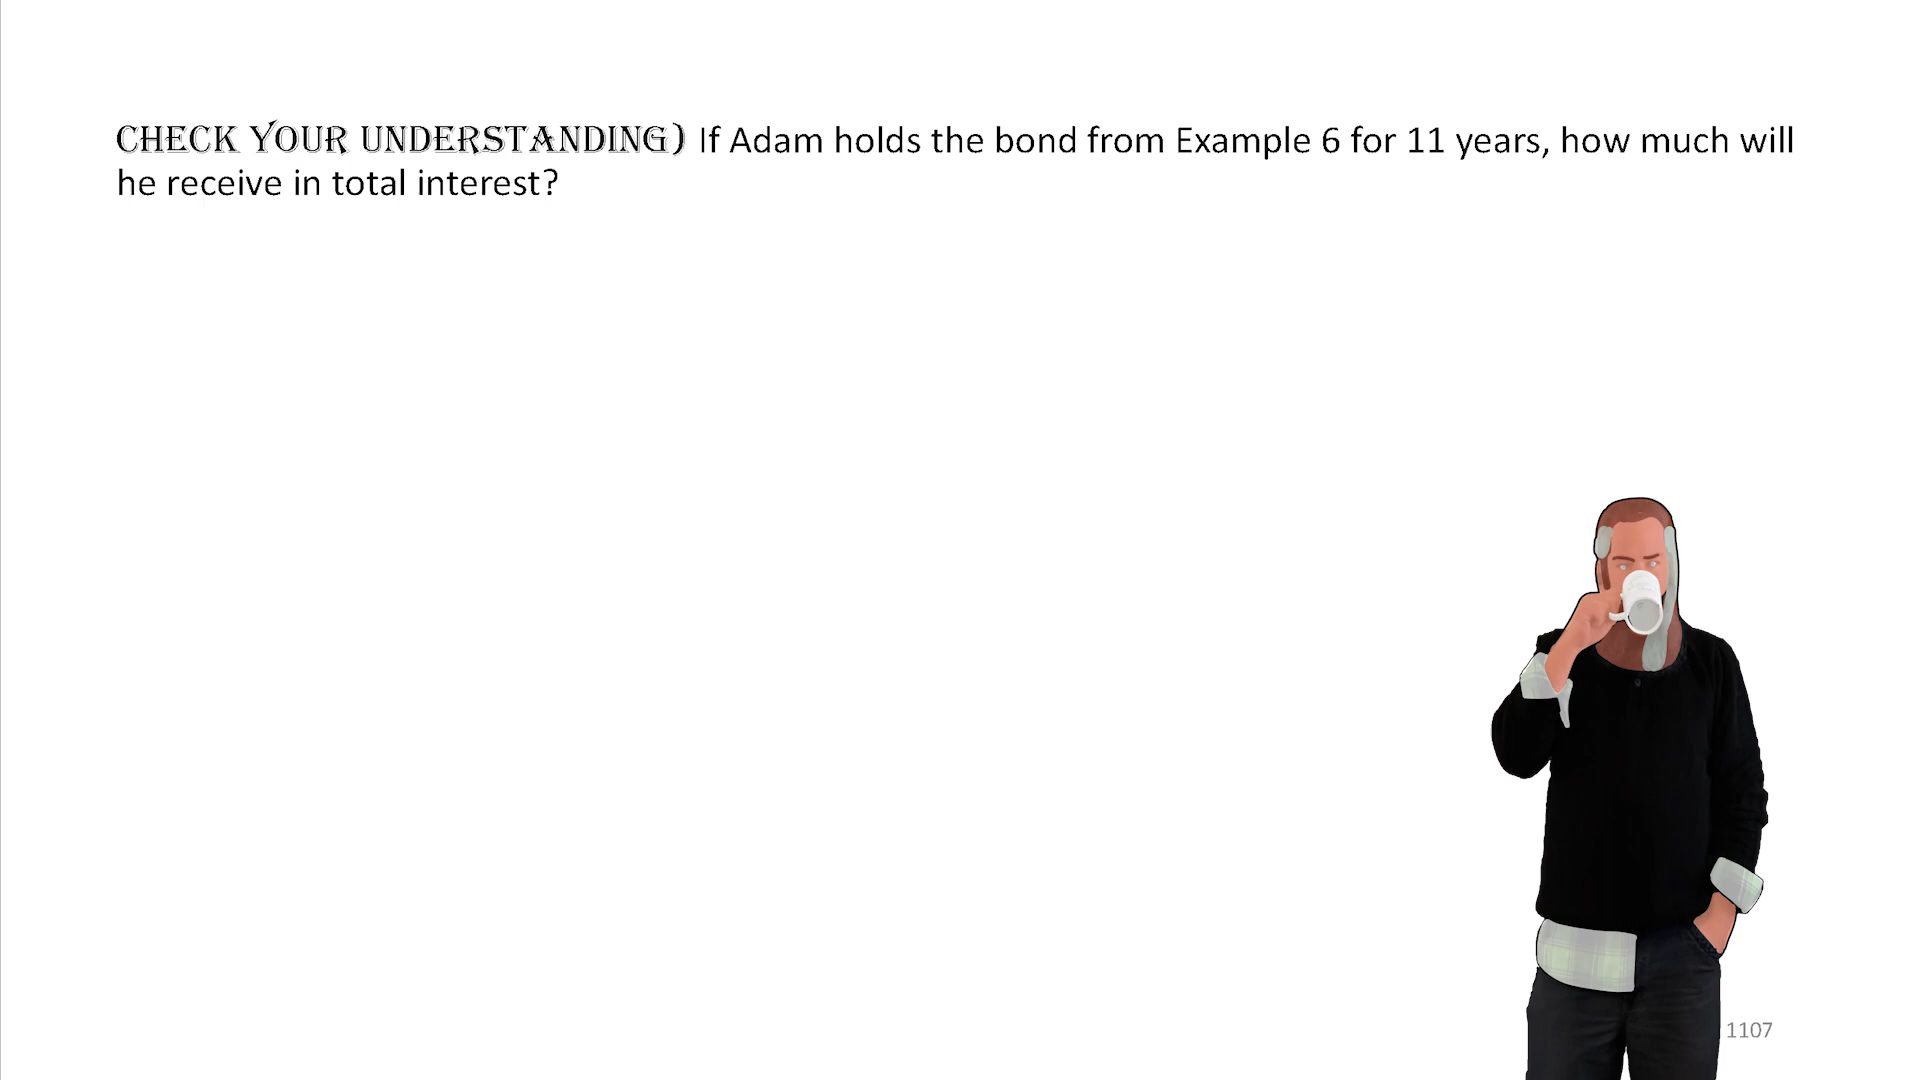 CHECK YOUR UNDERSTANDING) If Adam holds the bond from Example 6 for 11 years, how much will
he receive in total interest?
1107